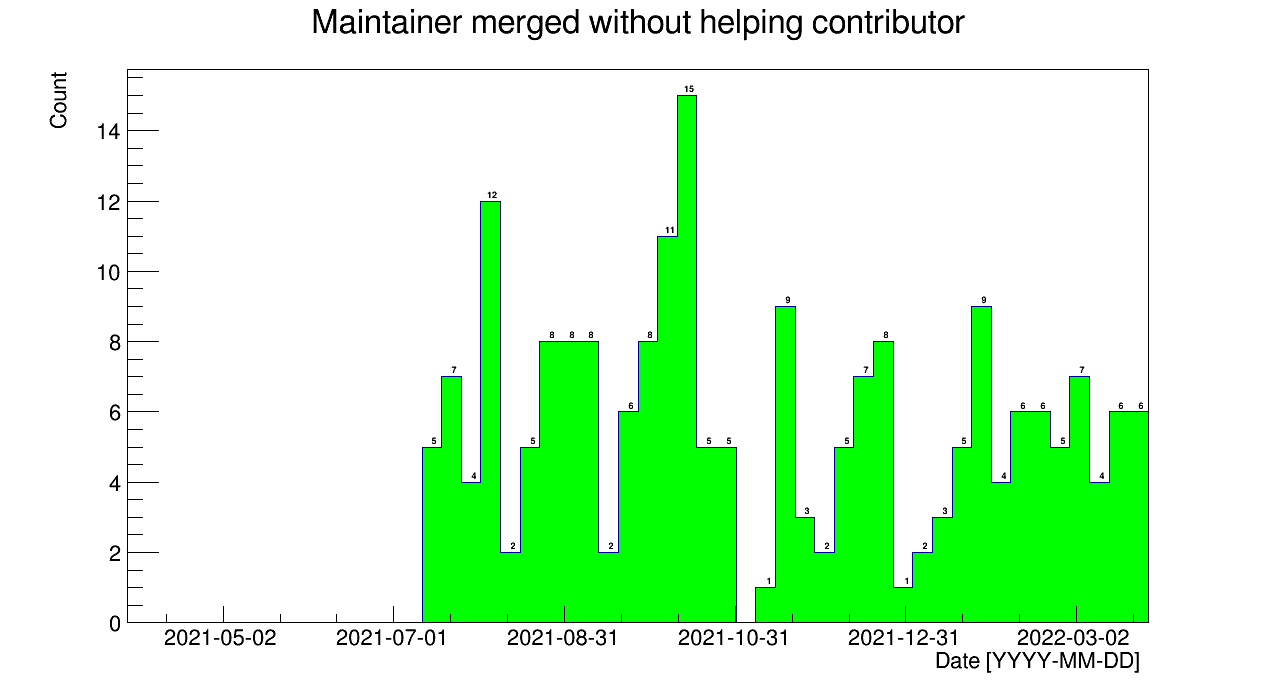 Maintainer merged without helping contributor
Count
14
12
10
8
6
4
2
0
5 7 4 12 2 5 8 8 8 2 6 8 11 15 5 5 1 9 3 2 5 7 8 1 2 3 5 9 4 6 6 5 7 4 6 6
2021-05-02 2021-07-01 2021-08-31 2021-10-31 2021-12-31 2022-03-02
Date [YYYY-MM-DD]